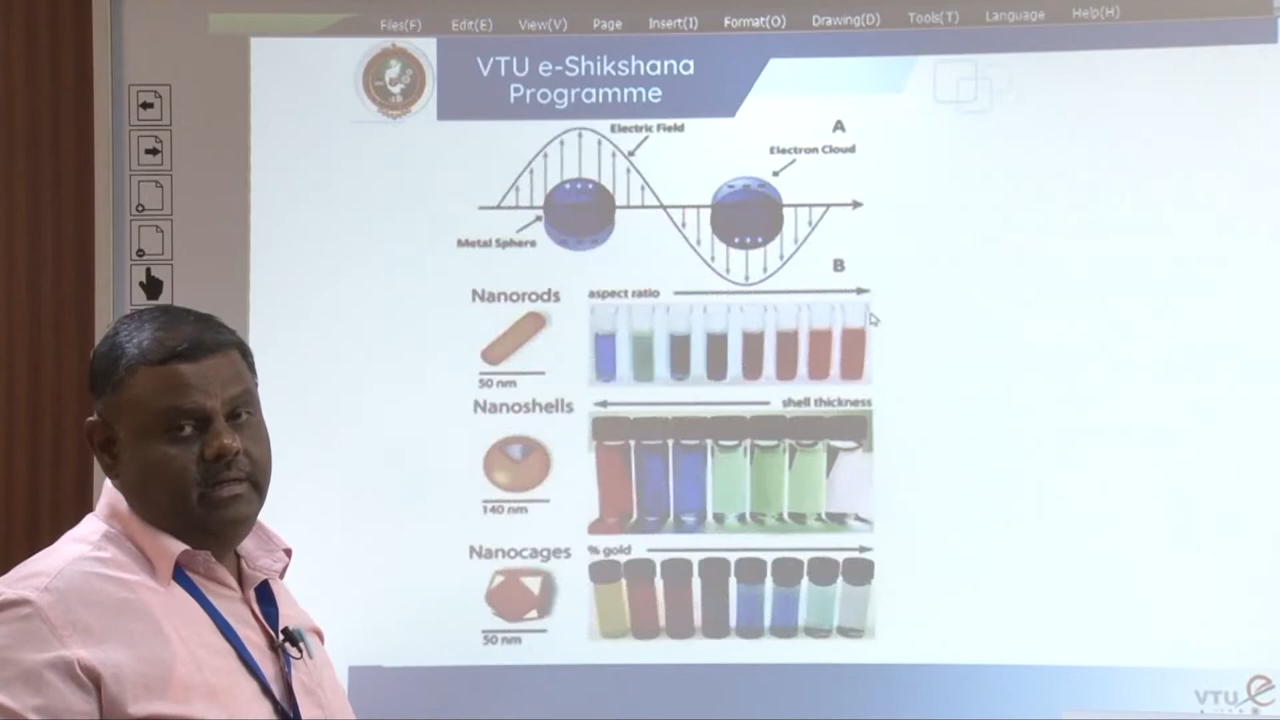 Files(F) Edit(E) View(V) Page Insert(I) Format(O) Drawing(D) Tools(T) Language Help(H)
VTU e-Shikshana
Programme
Electric Field
A
Electron Cloud
Metal Sphere
B
Nanorods
aspect ratio
50 nm
Nanoshells
shell thickness
140 nm
Nanocages
% gold
50 nm
VTU e